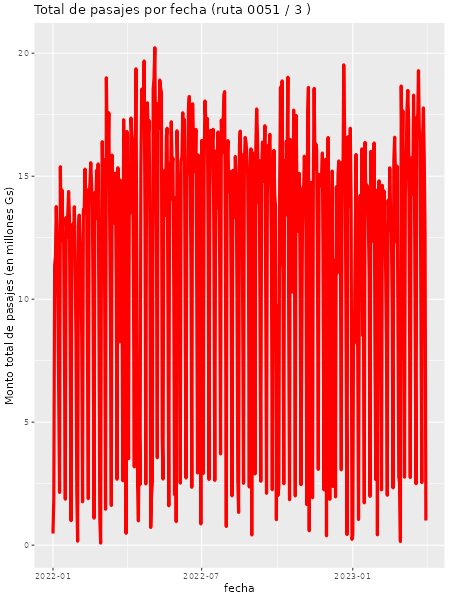 Total de pasajes por fecha (ruta 0051 / 3 )
Monto total de pasajes (en millones Gs)
20
15
10
5
0
2022-01
2022-07
2023-01
fecha